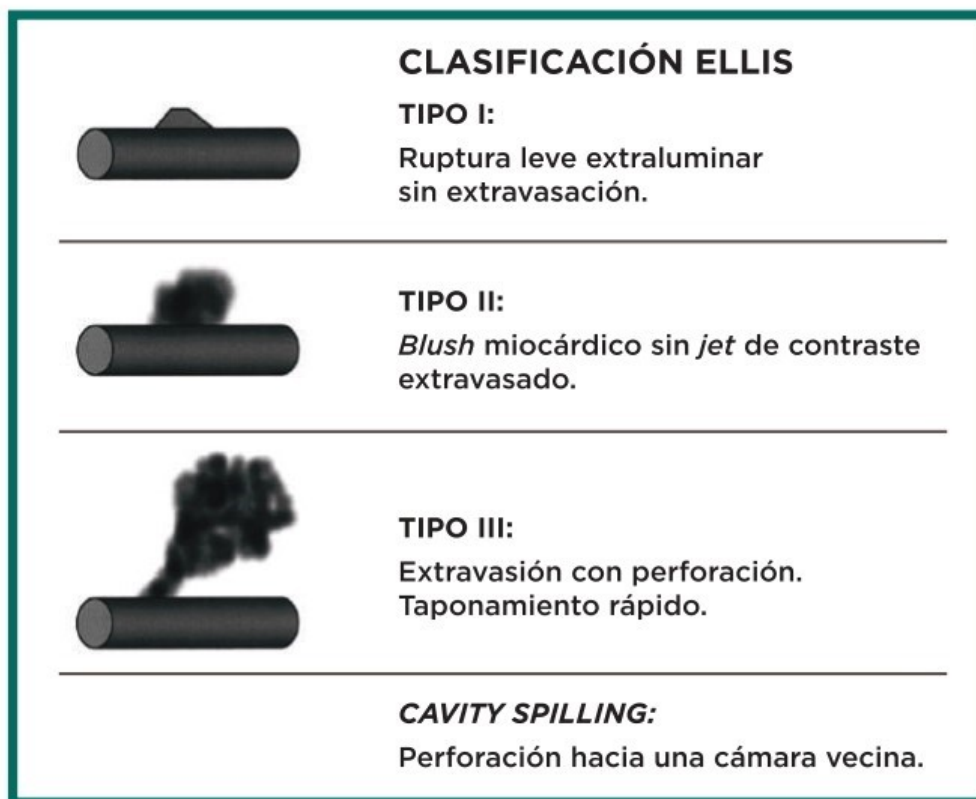 CLASIFICACIÓN ELLIS
TIPO I:
Ruptura leve extraluminar
sin extravasación.
TIPO II:
Blush miocárdico sin jet de contraste
extravasado.
TIPO III:
Extravasión con perforación.
Taponamiento rápido.
CAVITY SPILLING:
Perforación hacia una cámara vecina.